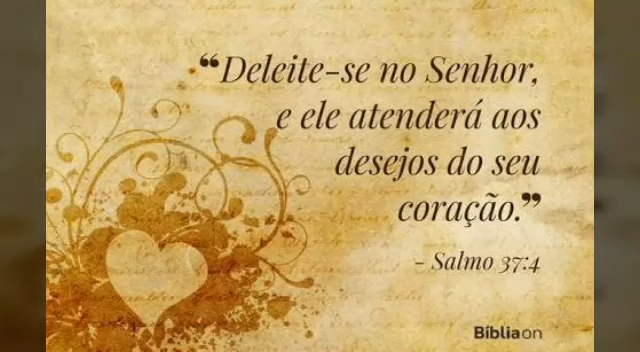 “Deleite-se no Senhor,
e ele atenderá aos
desejos do seu
coração.”
- Salmo 37:4
Bíbliaon